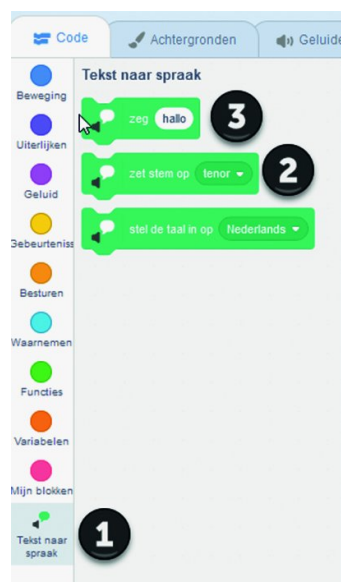 Code
Achtergronden
Geluide
Beweging
Uiterlijken
Geluid
Gebeurteniss
Besturen
Waarnemen
Functies
Variabelen
Mijn blokken
Tekst naar
spraak
1
Tekst naar spraak
zeg hallo
3
zet stem op tenor
2
stel de taal in op Nederlands